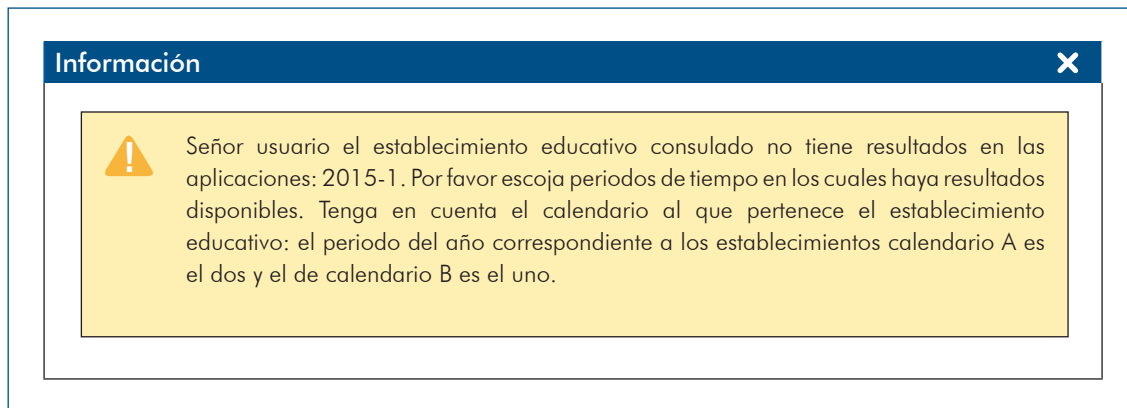 Información
Señor usuario el establecimiento educativo consulado no tiene resultados en las
aplicaciones: 2015-1. Por favor escoja periodos de tiempo en los cuales haya resultados
disponibles. Tenga en cuenta el calendario al que pertenece el establecimiento
educativo: el periodo del año correspondiente a los establecimientos calendario A es
el dos y el de calendario B es el uno.